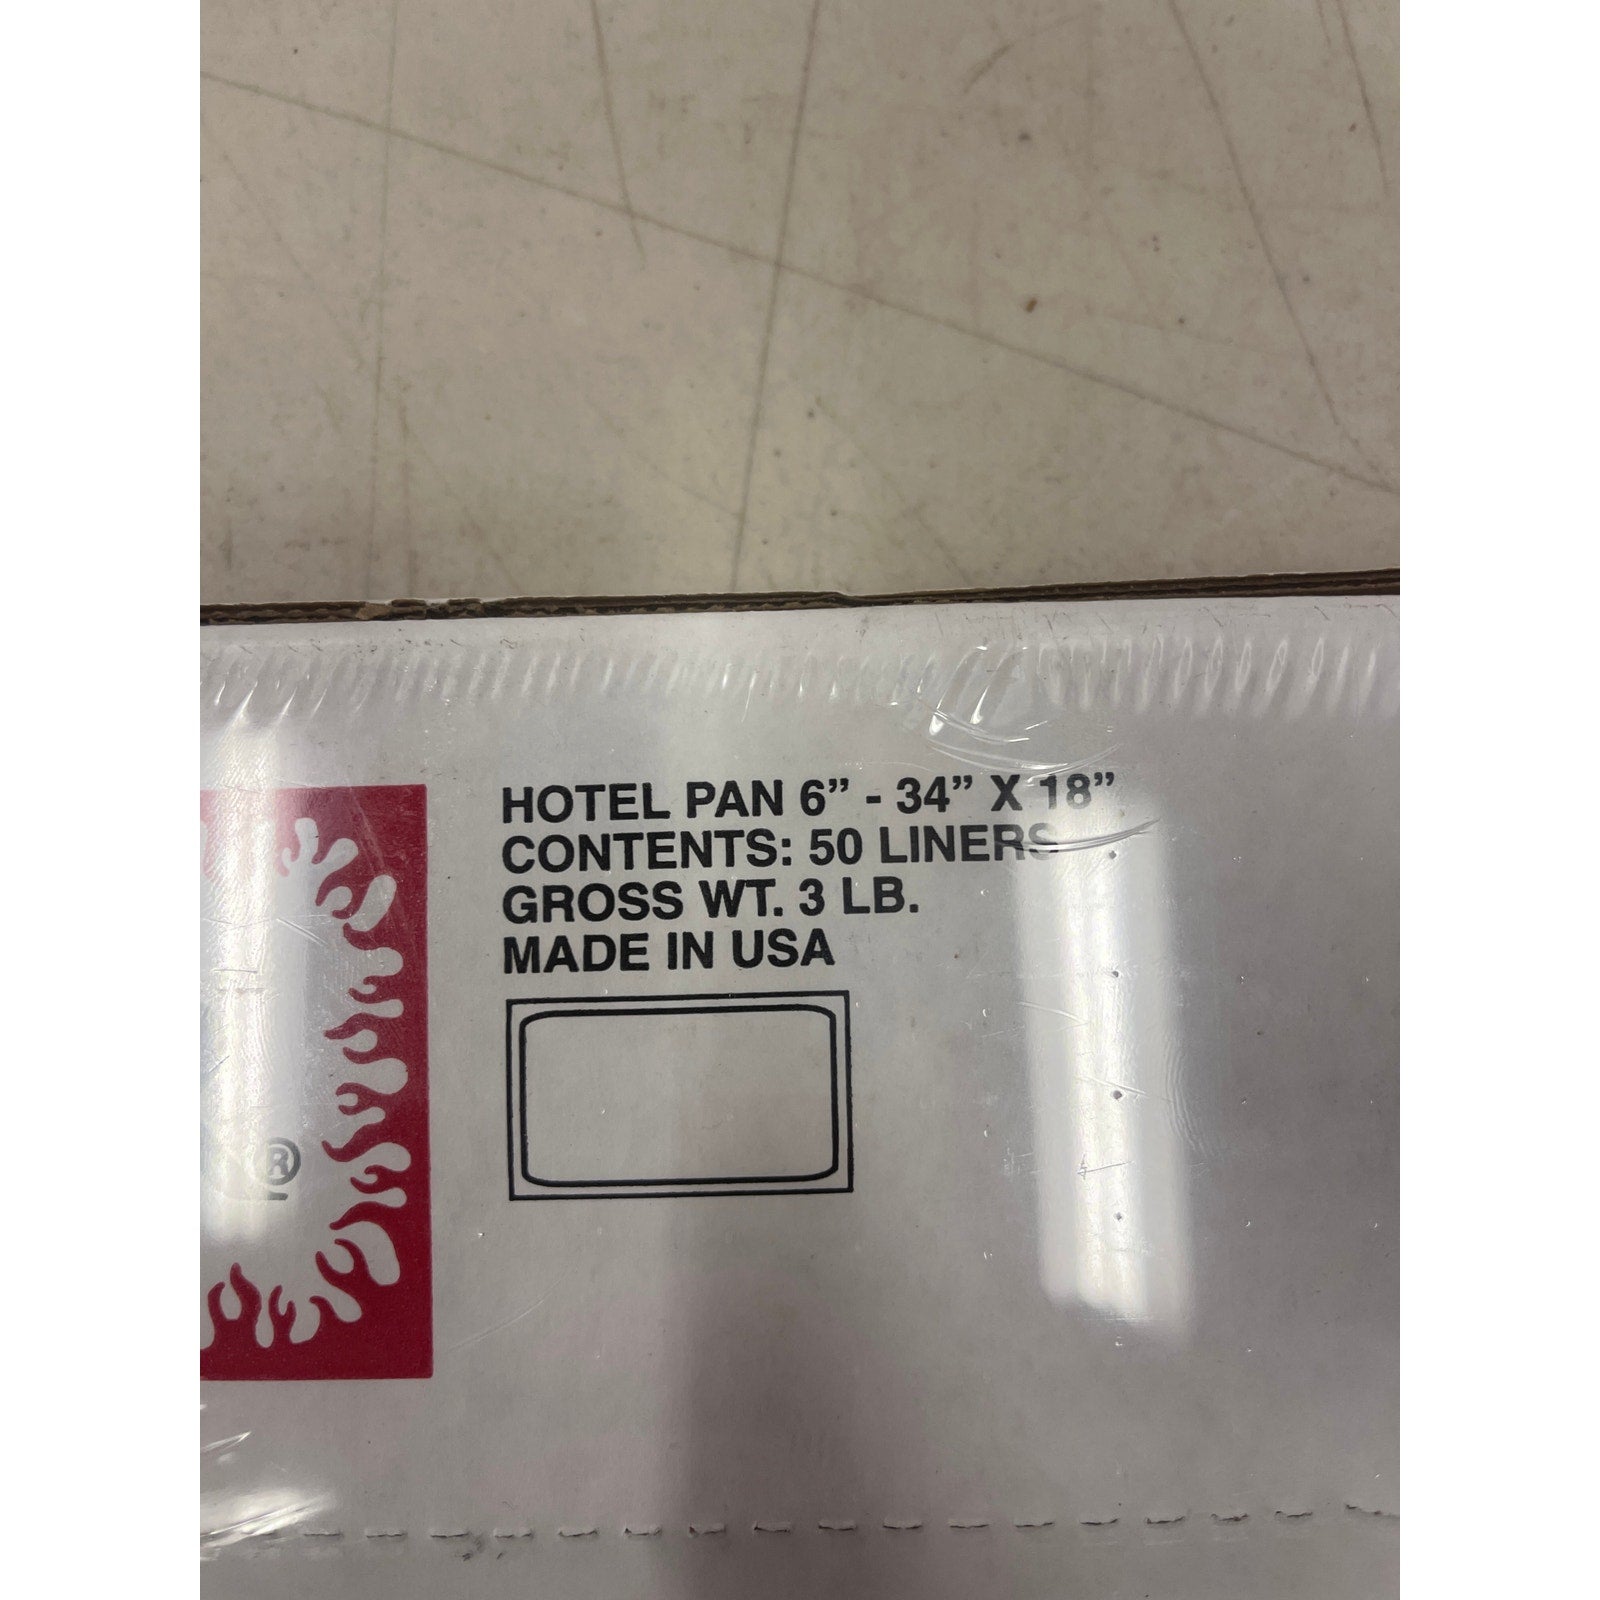 HOTEL PAN 6” - 34” X 18”
CONTENTS: 50 LINERS
GROSS WT. 3 LB.
MADE IN USA
®